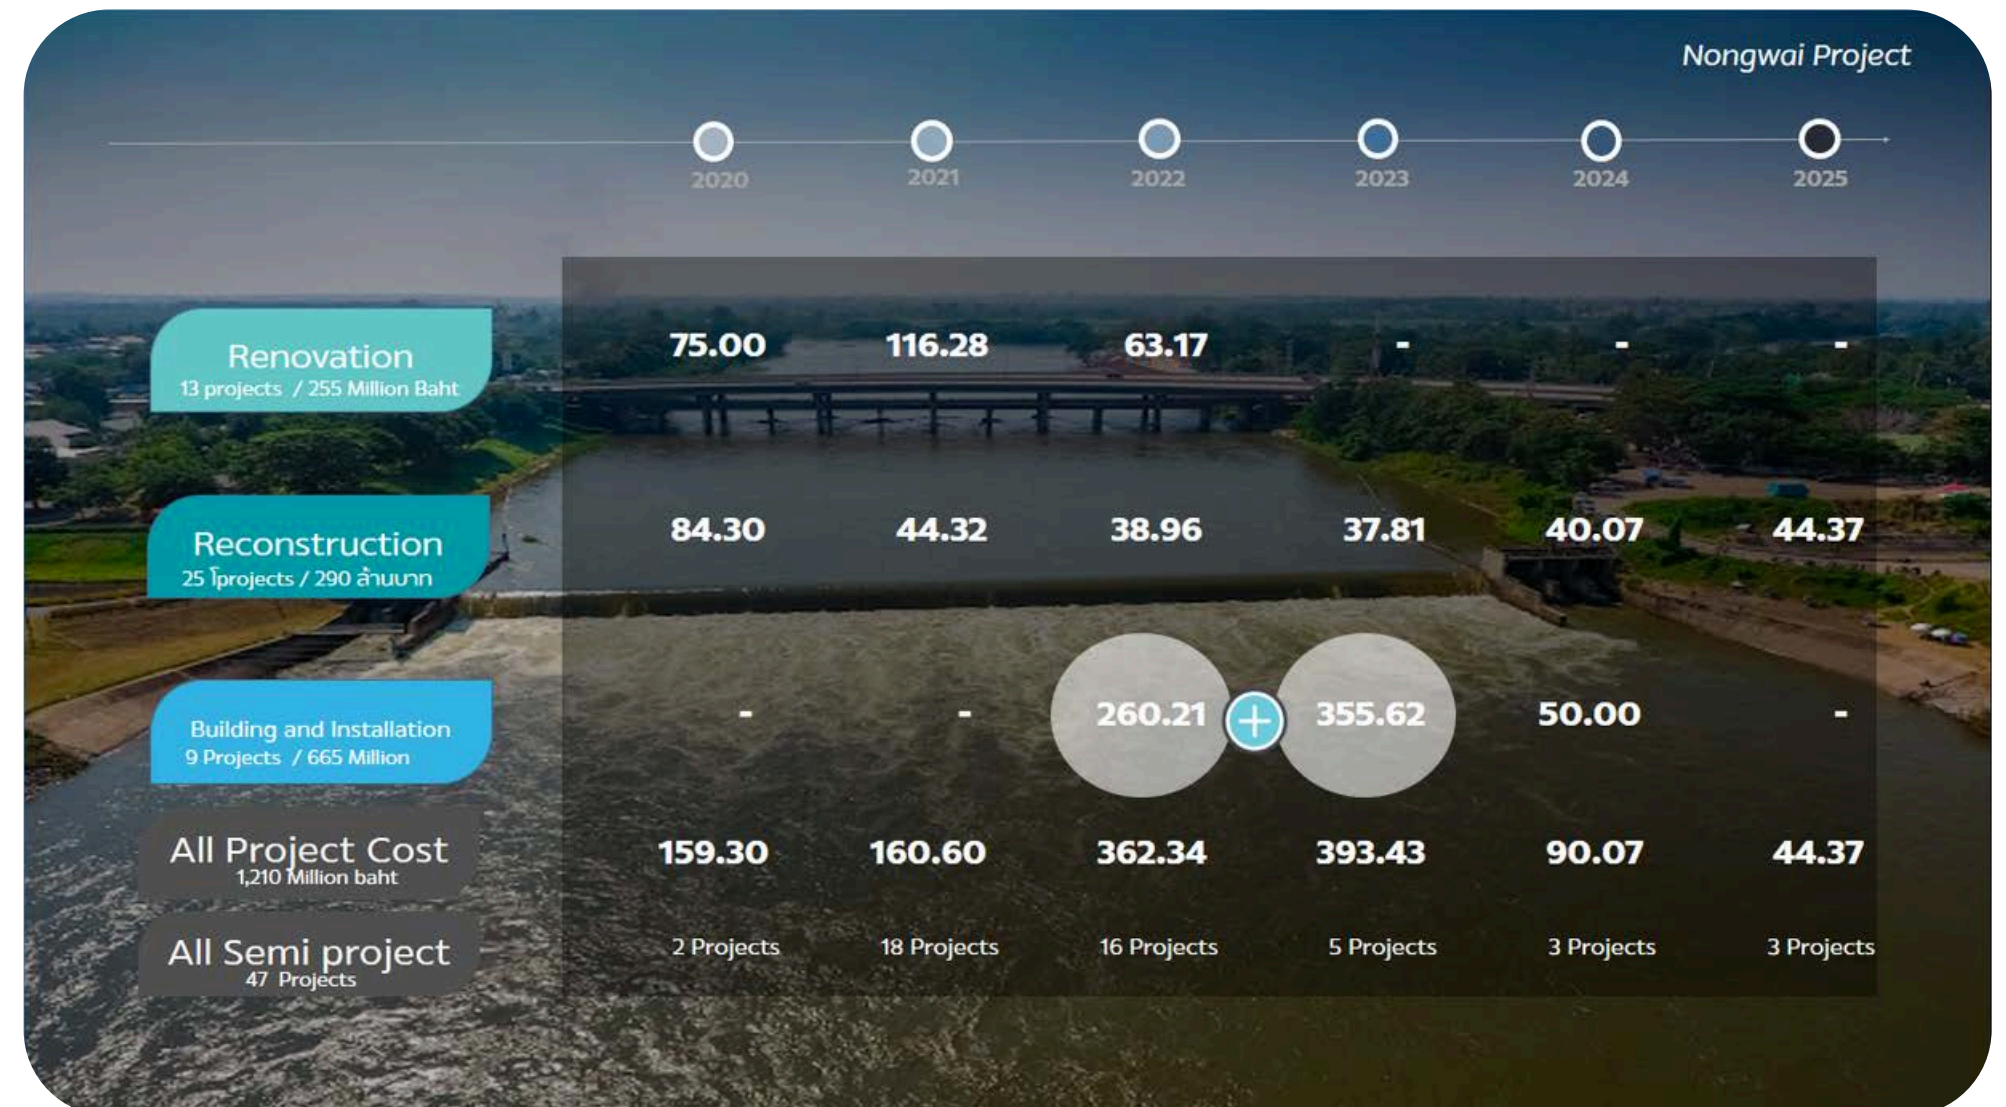 Nongwai Project
2020 2021 2022 2023 2024 2025
Renovation
13 projects / 255 Million Baht
75.00 116.28 63.17 - - -
Reconstruction
25 โprojects / 290 ล้านบาท
84.30 44.32 38.96 37.81 40.07 44.37
Building and Installation
9 Projects / 665 Million
- - 260.21 + 355.62 50.00 -
All Project Cost
1,210 Million baht
159.30 160.60 362.34 393.43 90.07 44.37
All Semi project
47 Projects
2 Projects 18 Projects 16 Projects 5 Projects 3 Projects 3 Projects